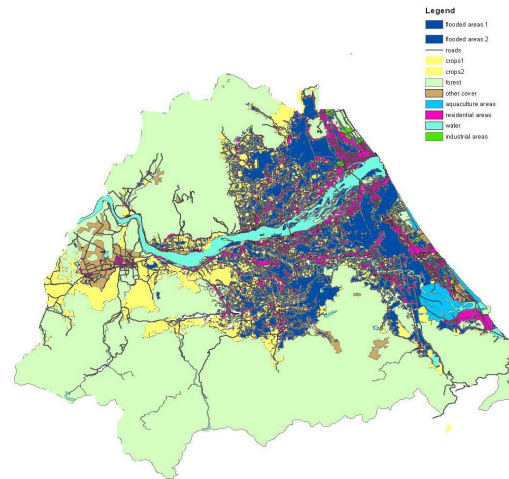 Legend
flooded areas 1
flooded areas 2
roads
crops1
crops2
forest
other cover
aquaculture areas
residential areas
water
industrial areas